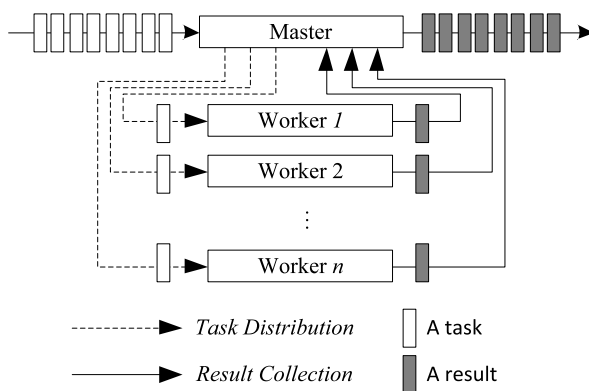 Master
Worker 1
Worker 2
⋮
Worker n
Task Distribution
A task
Result Collection
A result